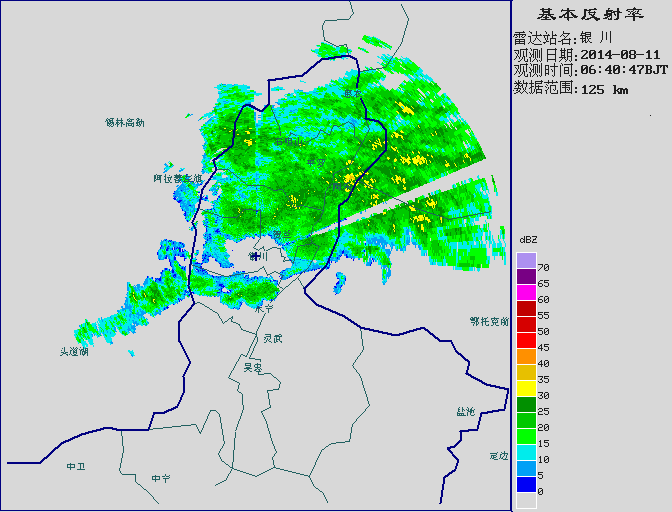 基本反射率
雷达站名:银 川
观测日期:2014-08-11
观测时间:06:40:47BJT
数据范围:125 km
锡林高勒
阿拉善左旗
银川
永宁
灵武
头道湖
吴忠
鄂托克前
盐池
定边
中卫
中宁
dBZ
70
65
60
55
50
45
40
35
30
25
20
15
10
5
0